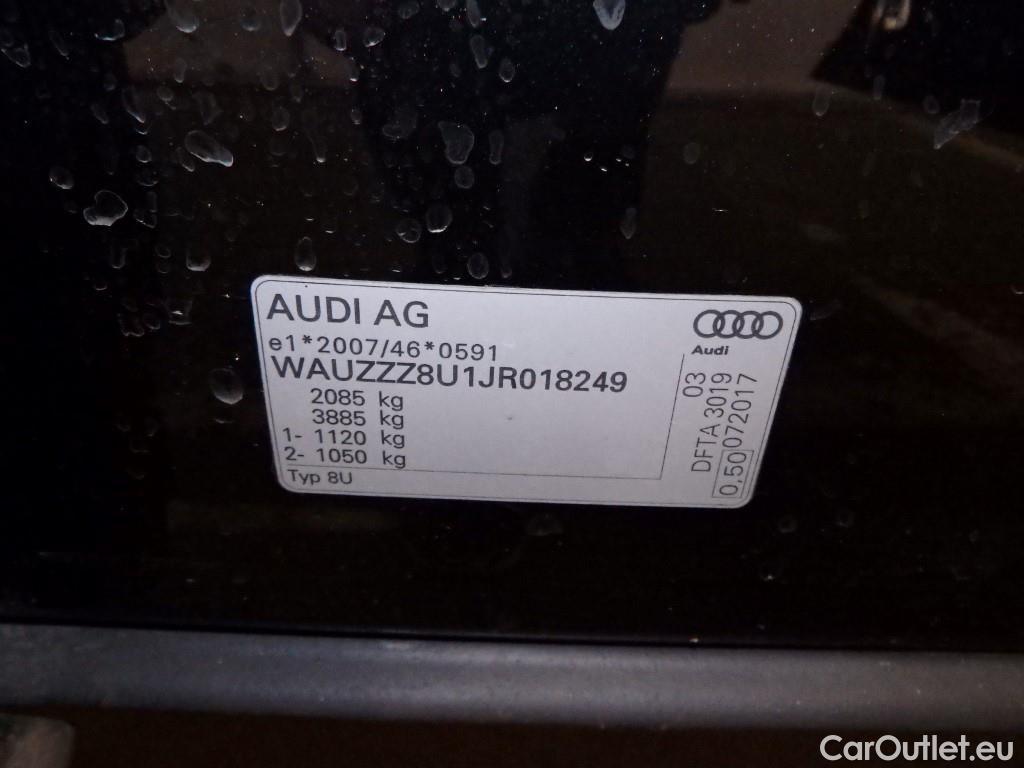 AUDI AG
e1*2007/46*0591
WAUZZZ8U1JR018249
2085 kg
3885 kg
1- 1120 kg
2- 1050 kg
Typ 8U
Audi
03
DFTA 3019
0,50 072017
CarOutlet.eu